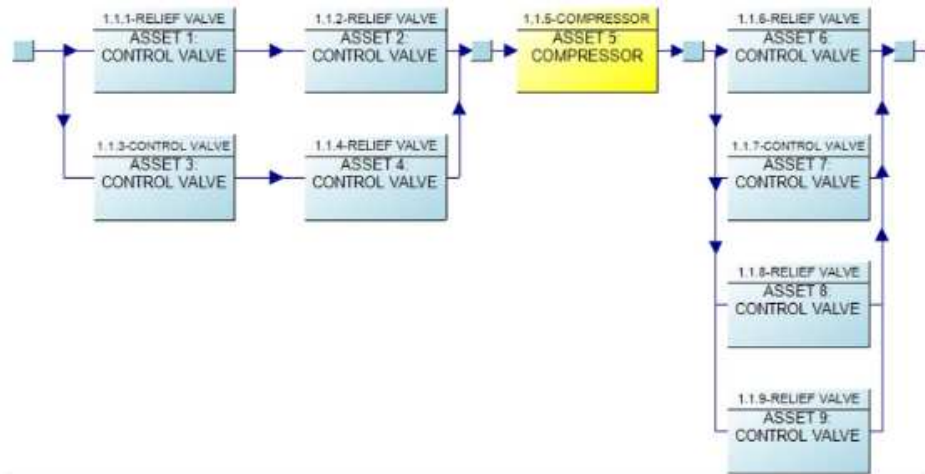 1.1.1-RELIEF VALVE
ASSET 1:
CONTROL VALVE
1.1.2-RELIEF VALVE
ASSET 2:
CONTROL VALVE
1.1.5-COMPRESSOR
ASSET 5:
COMPRESSOR
1.1.6-RELIEF VALVE
ASSET 6:
CONTROL VALVE
1.1.3-CONTROL VALVE
ASSET 3:
CONTROL VALVE
1.1.4-RELIEF VALVE
ASSET 4:
CONTROL VALVE
1.1.7-CONTROL VALVE
ASSET 7:
CONTROL VALVE
1.1.8-RELIEF VALVE
ASSET 8:
CONTROL VALVE
1.1.9-RELIEF VALVE
ASSET 9:
CONTROL VALVE